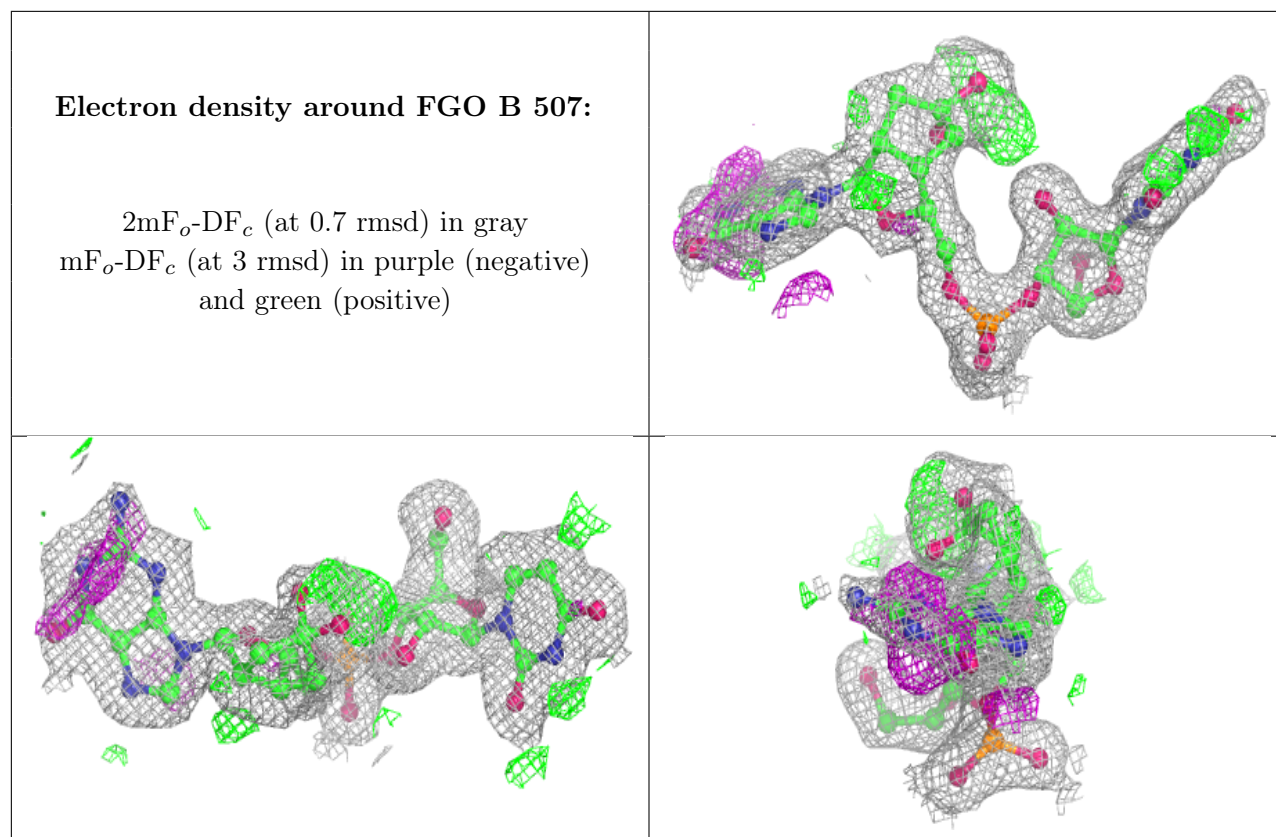 Electron density around FGO B 507:
2mFo-DFc (at 0.7 rmsd) in gray
mFo-DFc (at 3 rmsd) in purple (negative)
and green (positive)